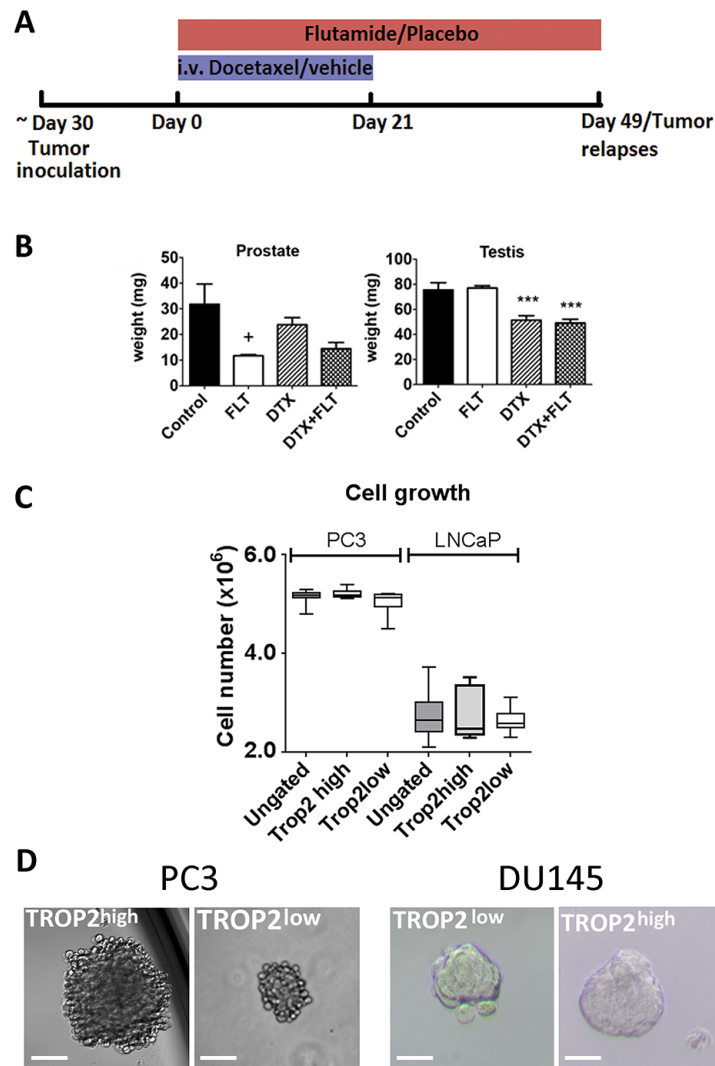 A
Flutamide/Placebo
i.v. Docetaxel/vehicle
~ Day 30
Tumor
inoculation
Day 0
Day 21
Day 49/Tumor
relapses
B
Prostate
weight (mg)
50
40
30
20
10
0
+
Control
FLT
DTX
DTX+FLT
Testis
weight (mg)
100
80
60
40
20
0
***
***
Control
FLT
DTX
DTX+FLT
C
Cell growth
PC3
LNCaP
Cell number (x10⁶)
6.0
4.0
2.0
Ungated
Trop2 high
Trop2low
Ungated
Trop2high
Trop2low
D
PC3
DU145
TROP2high
TROP2low
TROP2 low
TROP2high